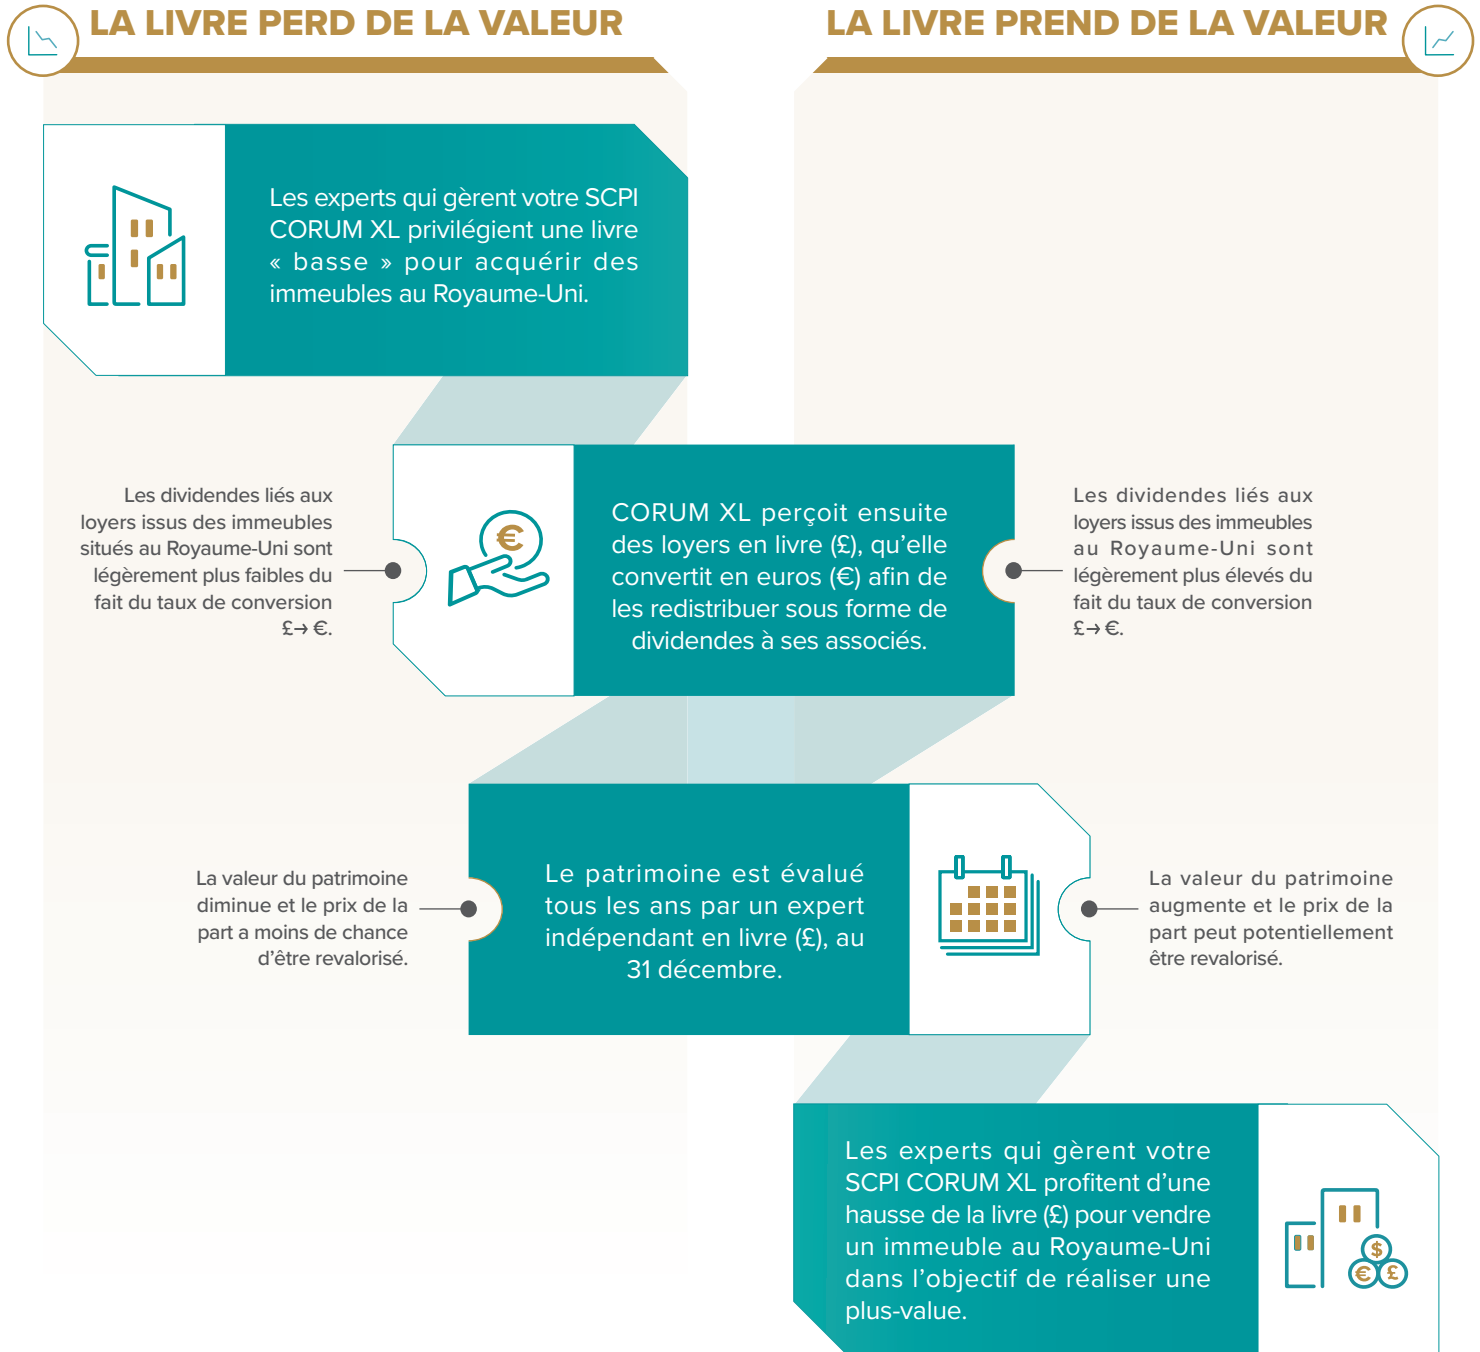 LA LIVRE PERD DE LA VALEUR
LA LIVRE PREND DE LA VALEUR
Les experts qui gèrent votre SCPI
CORUM XL privilégient une livre
« basse » pour acquérir des
immeubles au Royaume-Uni.
Les dividendes liés aux
loyers issus des immeubles
situés au Royaume-Uni sont
légèrement plus faibles du
fait du taux de conversion
£→ €.
€
CORUM XL perçoit ensuite
des loyers en livre (£), qu’elle
convertit en euros (€) afin de
les redistribuer sous forme de
dividendes à ses associés.
Les dividendes liés aux
loyers issus des immeubles
au Royaume-Uni sont
légèrement plus élevés du
fait du taux de conversion
£→ €.
La valeur du patrimoine
diminue et le prix de la
part a moins de chance
d’être revalorisé.
Le patrimoine est évalué
tous les ans par un expert
indépendant en livre (£), au
31 décembre.
La valeur du patrimoine
augmente et le prix de la
part peut potentiellement
être revalorisé.
Les experts qui gèrent votre
SCPI CORUM XL profitent d’une
hausse de la livre (£) pour vendre
un immeuble au Royaume-Uni
dans l’objectif de réaliser une
plus-value.
$
€ £